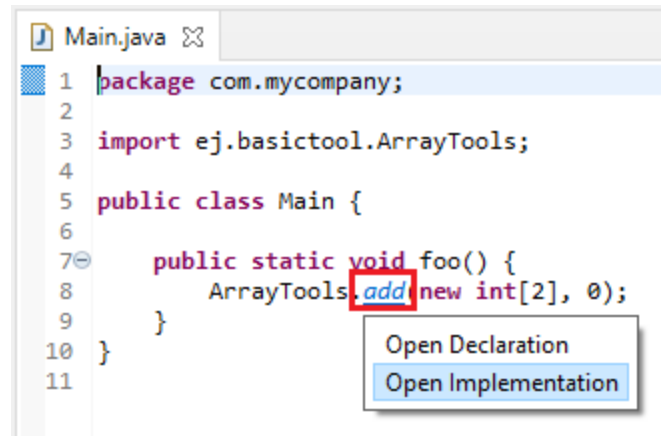 Main.java
1 package com.mycompany;
2
3 import ej.basictool.ArrayTools;
4
5 public class Main {
6
7 public static void foo() {
8 ArrayTools.add(new int[2], 0);
9 }
10 }
11
Open Declaration
Open Implementation